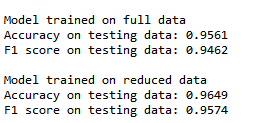 Model trained on full data
Accuracy on testing data: 0.9561
F1 score on testing data: 0.9462
Model trained on reduced data
Accuracy on testing data: 0.9649
F1 score on testing data: 0.9574